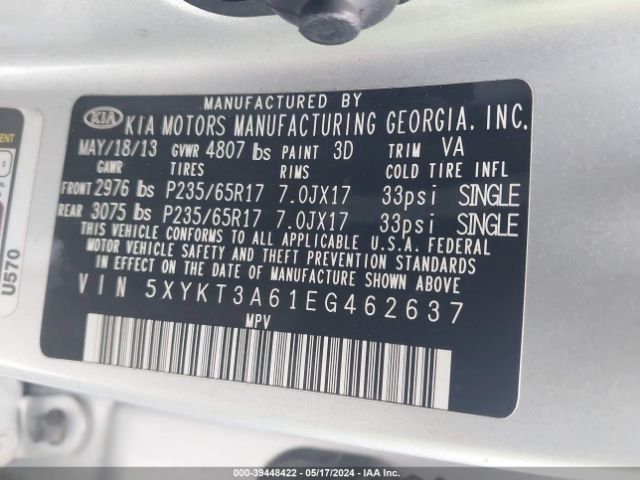 MANUFACTURED BY
KIA KIA MOTORS MANUFACTURING GEORGIA, INC.
MAY/18/13 GVWR 4807 lbs PAINT 3D TRIM VA
GAWR TIRES RIMS COLD TIRE INFL
FRONT 2976 lbs P235/65R17 7.0JX17 33psi SINGLE
REAR 3075 lbs P235/65R17 7.0JX17 33psi SINGLE
THIS VEHICLE CONFORMS TO ALL APPLICABLE U.S.A. FEDERAL
MOTOR VEHICLE SAFETY AND THEFT PREVENTION STANDARDS
IN EFFECT ON THE DATE OF MANUFACTURE SHOWN ABOVE
VIN 5XYKT3A61EG462637
MPV
U570
000-39448422 - 05/17/2024 - IAA Inc.